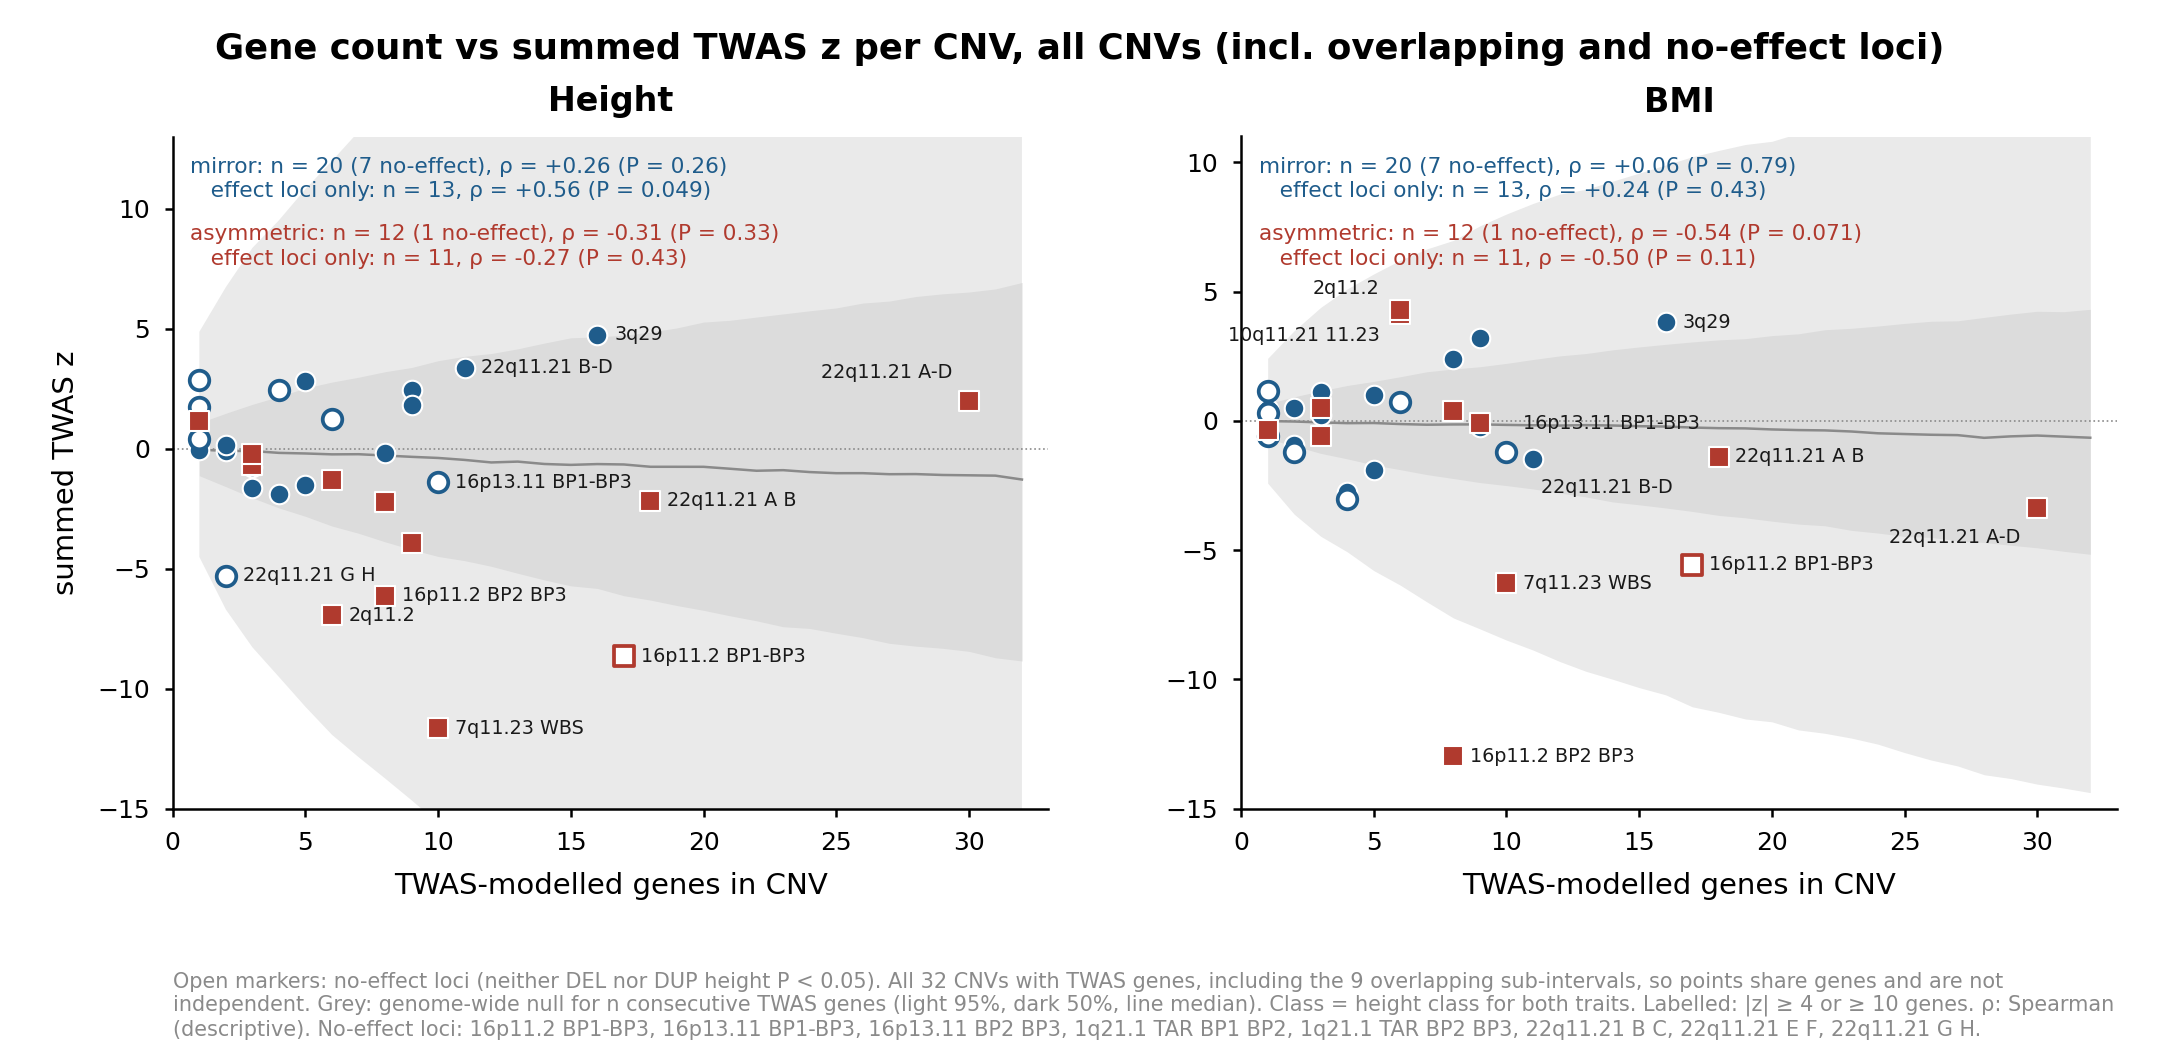 Gene count vs summed TWAS z per CNV, all CNVs (incl. overlapping and no-effect loci)
Height
mirror: n = 20 (7 no-effect), ρ = +0.26 (P = 0.26)
effect loci only: n = 13, ρ = +0.56 (P = 0.049)
asymmetric: n = 12 (1 no-effect), ρ = -0.31 (P = 0.33)
effect loci only: n = 11, ρ = -0.27 (P = 0.43)
10
5
0
−5
−10
−15
summed TWAS z
3q29
22q11.21 B-D
22q11.21 A-D
16p13.11 BP1-BP3
22q11.21 A B
22q11.21 G H
16p11.2 BP2 BP3
2q11.2
16p11.2 BP1-BP3
7q11.23 WBS
0
5
10
15
20
25
30
TWAS-modelled genes in CNV
BMI
mirror: n = 20 (7 no-effect), ρ = +0.06 (P = 0.79)
effect loci only: n = 13, ρ = +0.24 (P = 0.43)
asymmetric: n = 12 (1 no-effect), ρ = -0.54 (P = 0.071)
effect loci only: n = 11, ρ = -0.50 (P = 0.11)
10
5
0
−5
−10
−15
2q11.2
3q29
10q11.21 11.23
16p13.11 BP1-BP3
22q11.21 A B
22q11.21 B-D
22q11.21 A-D
16p11.2 BP1-BP3
7q11.23 WBS
16p11.2 BP2 BP3
0
5
10
15
20
25
30
TWAS-modelled genes in CNV
Open markers: no-effect loci (neither DEL nor DUP height P < 0.05). All 32 CNVs with TWAS genes, including the 9 overlapping sub-intervals, so points share genes and are not
independent. Grey: genome-wide null for n consecutive TWAS genes (light 95%, dark 50%, line median). Class = height class for both traits. Labelled: |z| ≥ 4 or ≥ 10 genes. ρ: Spearman
(descriptive). No-effect loci: 16p11.2 BP1-BP3, 16p13.11 BP1-BP3, 16p13.11 BP2 BP3, 1q21.1 TAR BP1 BP2, 1q21.1 TAR BP2 BP3, 22q11.21 B C, 22q11.21 E F, 22q11.21 G H.